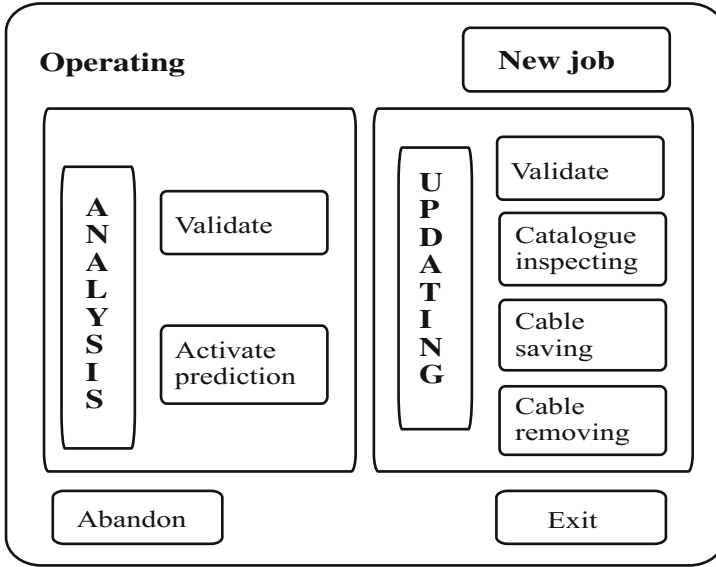 Operating
New job
ANALYSIS
Validate
Activate
prediction
UPDATING
Validate
Catalogue
inspecting
Cable
saving
Cable
removing
Abandon
Exit